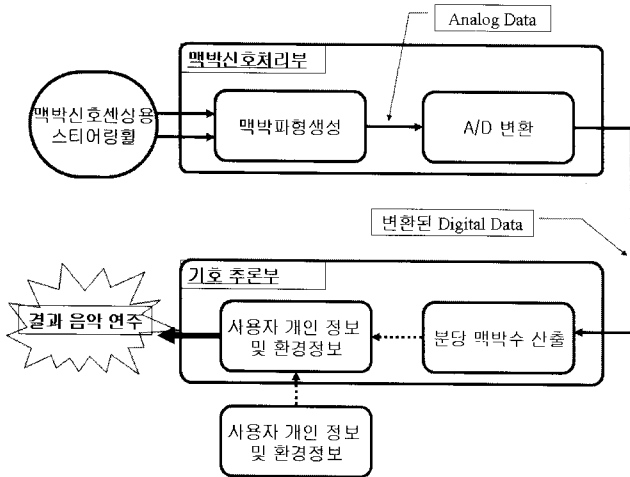 Analog Data
맥박신호처리부
맥박신호센상용
스티어링휠
맥박파형생성
A/D 변환
변환된 Digital Data
기호 추론부
결과 음악 연주
사용자 개인 정보
및 환경정보
분당 맥박수 산출
사용자 개인 정보
및 환경정보